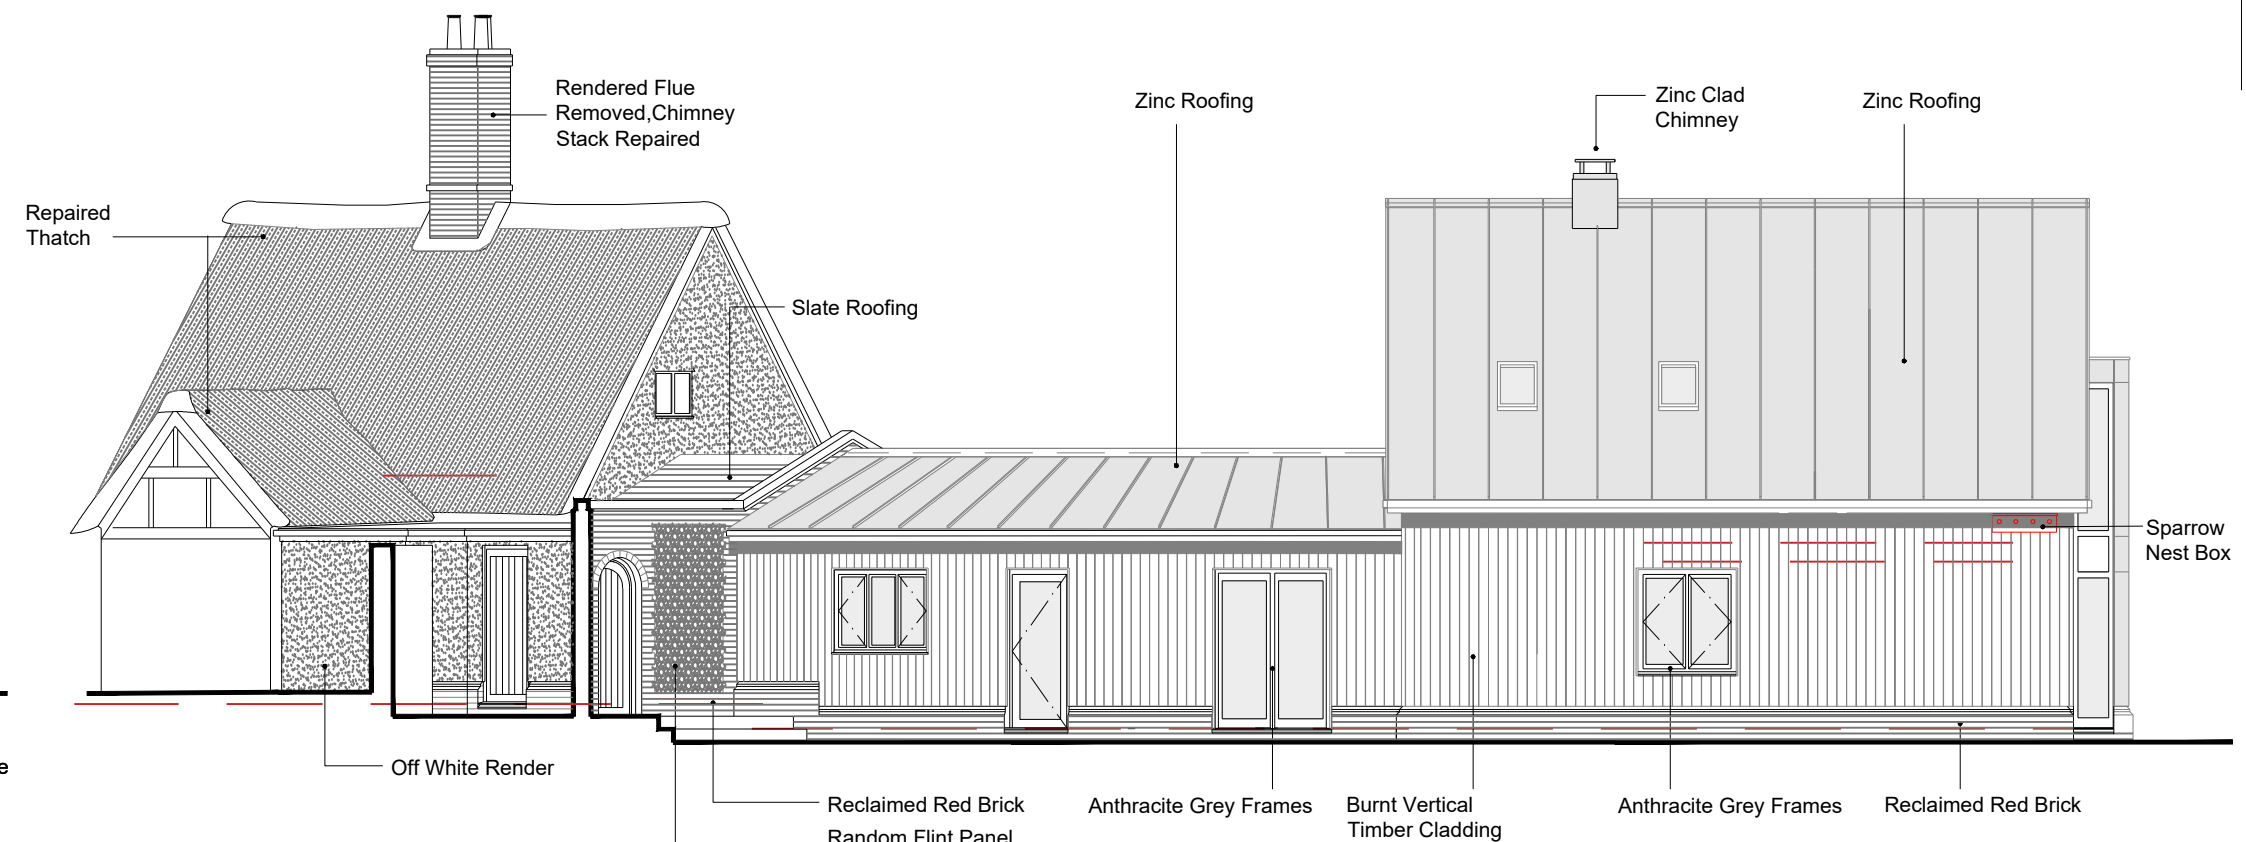 Rendered Flue
Removed,Chimney
Stack Repaired
Zinc Roofing
Zinc Clad
Chimney
Zinc Roofing
Repaired
Thatch
Slate Roofing
Sparrow
Nest Box
e
Off White Render
Reclaimed Red Brick
Random Flint Panel
Anthracite Grey Frames
Burnt Vertical
Timber Cladding
Anthracite Grey Frames
Reclaimed Red Brick